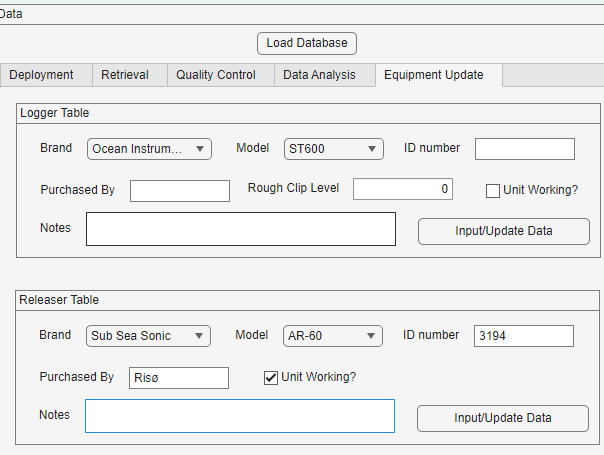 Data
Load Database
Deployment Retrieval Quality Control Data Analysis Equipment Update
Logger Table
Brand Ocean Instrum... Model ST600 ID number
Purchased By Rough Clip Level 0 Unit Working?
Notes Input/Update Data
Releaser Table
Brand Sub Sea Sonic Model AR-60 ID number 3194
Purchased By Risø Unit Working?
Notes Input/Update Data